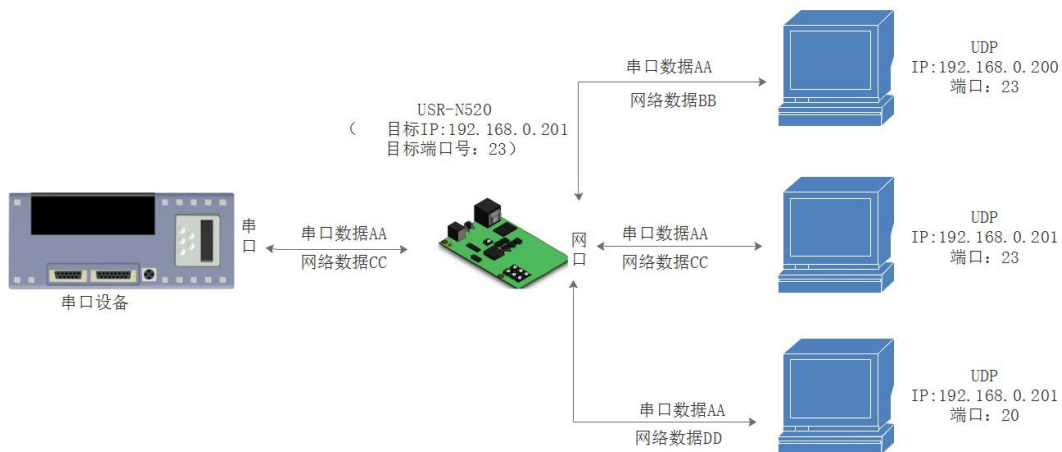 UDP
IP:192.168.0.200
端口：23
串口数据AA
网络数据BB
USR-N520
（ 目标IP:192.168.0.201
目标端口号：23）
串口
串口数据AA
网络数据CC
网口
串口数据AA
网络数据CC
UDP
IP:192.168.0.201
端口：23
串口设备
串口数据AA
网络数据DD
UDP
IP:192.168.0.201
端口：20